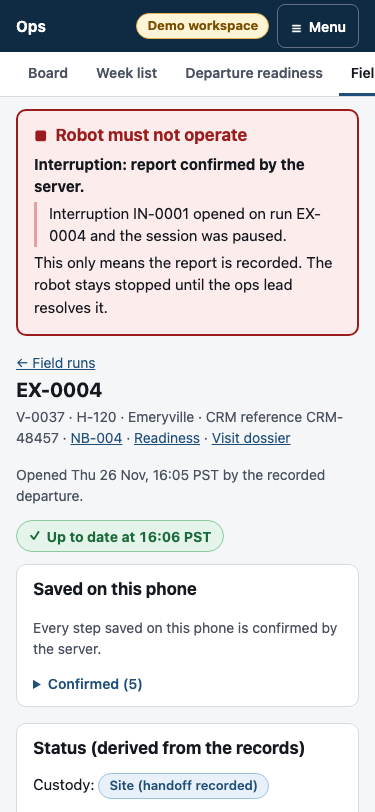 Ops
Demo workspace
≡ Menu
Board
Week list
Departure readiness
Fiel
Robot must not operate
Interruption: report confirmed by the
server.
Interruption IN-0001 opened on run EX-
0004 and the session was paused.
This only means the report is recorded. The
robot stays stopped until the ops lead
resolves it.
← Field runs
EX-0004
V-0037 · H-120 · Emeryville · CRM reference CRM-
48457 · NB-004 · Readiness · Visit dossier
Opened Thu 26 Nov, 16:05 PST by the recorded
departure.
✓ Up to date at 16:06 PST
Saved on this phone
Every step saved on this phone is confirmed by
the server.
▶ Confirmed (5)
Status (derived from the records)
Custody: Site (handoff recorded)